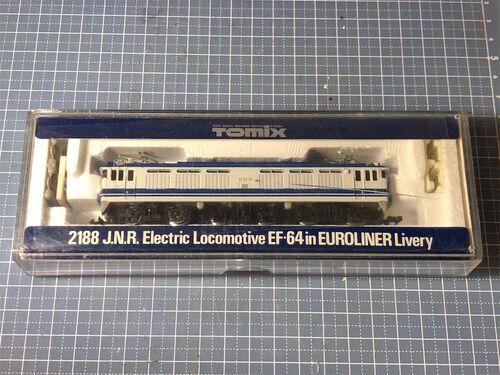 TOMIX
2188 J.N.R. Electric Locomotive EF-64 in EUROLINER Livery